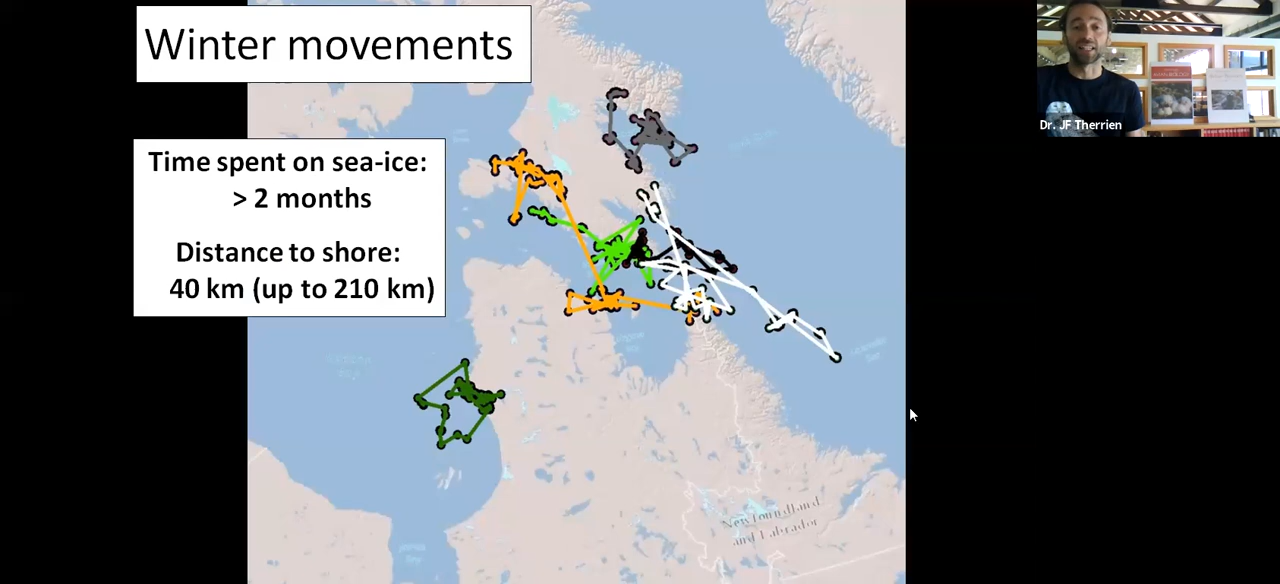 Winter movements
Time spent on sea-ice:
> 2 months
Distance to shore:
40 km (up to 210 km)
Dr. JF Therrien
Newfoundland
and Labrador